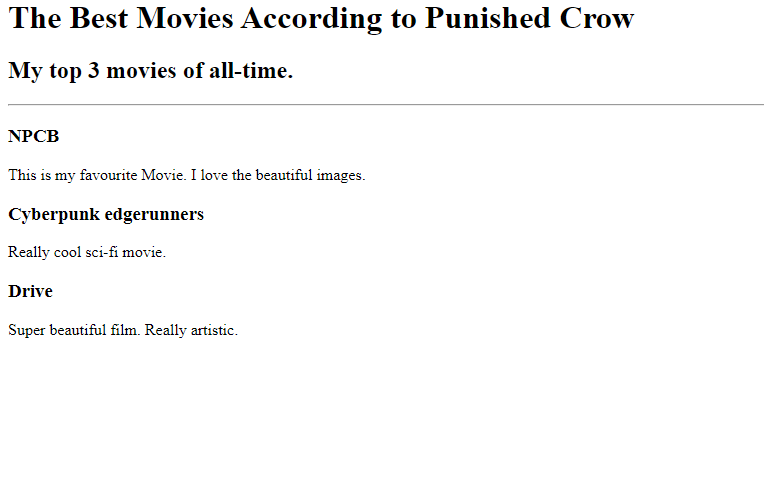 The Best Movies According to Punished Crow
My top 3 movies of all-time.
NPCB
This is my favourite Movie. I love the beautiful images.
Cyberpunk edgerunners
Really cool sci-fi movie.
Drive
Super beautiful film. Really artistic.